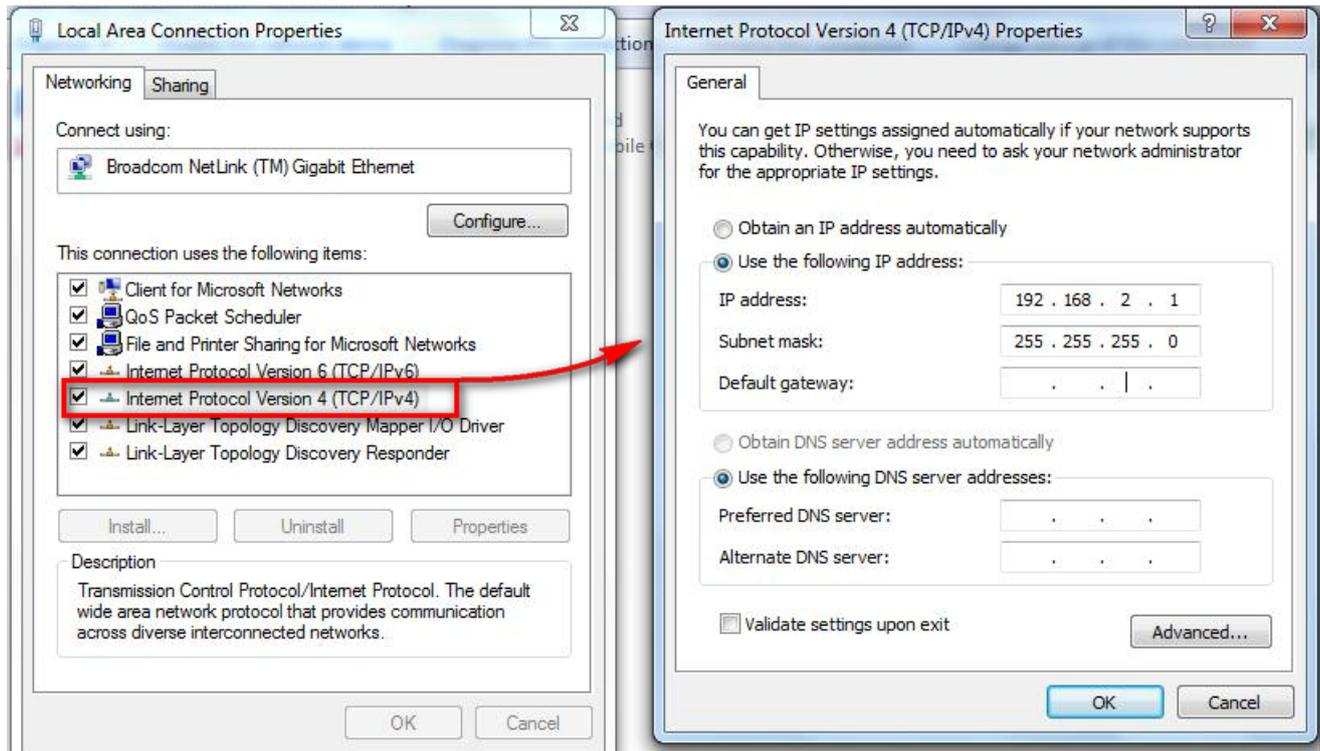 Local Area Connection Properties
Networking
Sharing
Connect using:
Broadcom NetLink (TM) Gigabit Ethernet
Configure...
This connection uses the following items:
Client for Microsoft Networks
QoS Packet Scheduler
File and Printer Sharing for Microsoft Networks
Internet Protocol Version 6 (TCP/IPv6)
Internet Protocol Version 4 (TCP/IPv4)
Link-Layer Topology Discovery Mapper I/O Driver
Link-Layer Topology Discovery Responder
Install...
Uninstall
Properties
Description
Transmission Control Protocol/Internet Protocol. The default
wide area network protocol that provides communication
across diverse interconnected networks.
OK
Cancel
Internet Protocol Version 4 (TCP/IPv4) Properties
General
You can get IP settings assigned automatically if your network supports
this capability. Otherwise, you need to ask your network administrator
for the appropriate IP settings.
Obtain an IP address automatically
Use the following IP address:
IP address: 192 . 168 . 2 . 1
Subnet mask: 255 . 255 . 255 . 0
Default gateway: . . .
Obtain DNS server address automatically
Use the following DNS server addresses:
Preferred DNS server: . . .
Alternate DNS server: . . .
Validate settings upon exit
Advanced...
OK
Cancel